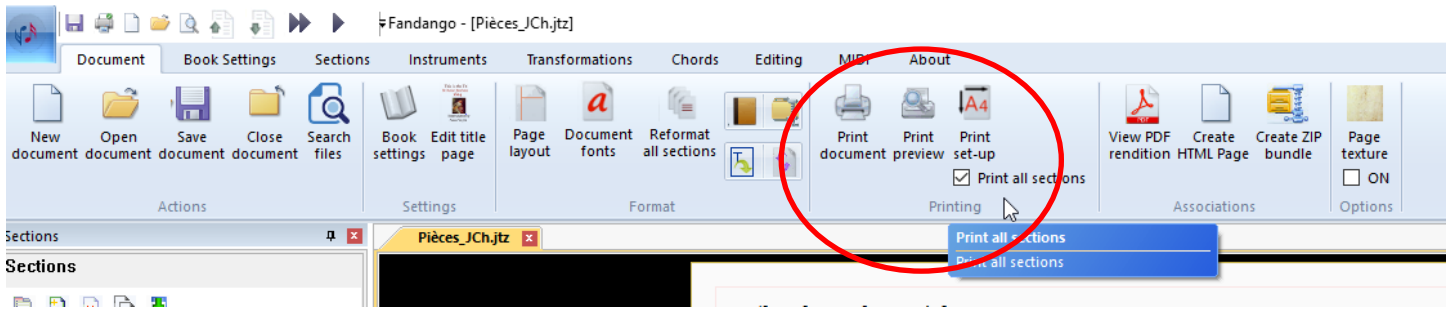 Fandango - [Pièces_JCh.jtz]
Document Book Settings Sections Instruments Transformations Chords Editing MIDI About
New document
Open document
Save document
Close document
Search files
Book settings
Edit title page
Page layout
Document fonts
Reformat all sections
Print document
Print preview
A4
Print set-up
Print all sections
PDF
View PDF rendition
Create HTML Page
Create ZIP bundle
Page texture
ON
Actions Settings Format Printing Associations Options
Sections
Pièces_JCh.jtz
Print all sections
Print all sections
Sections